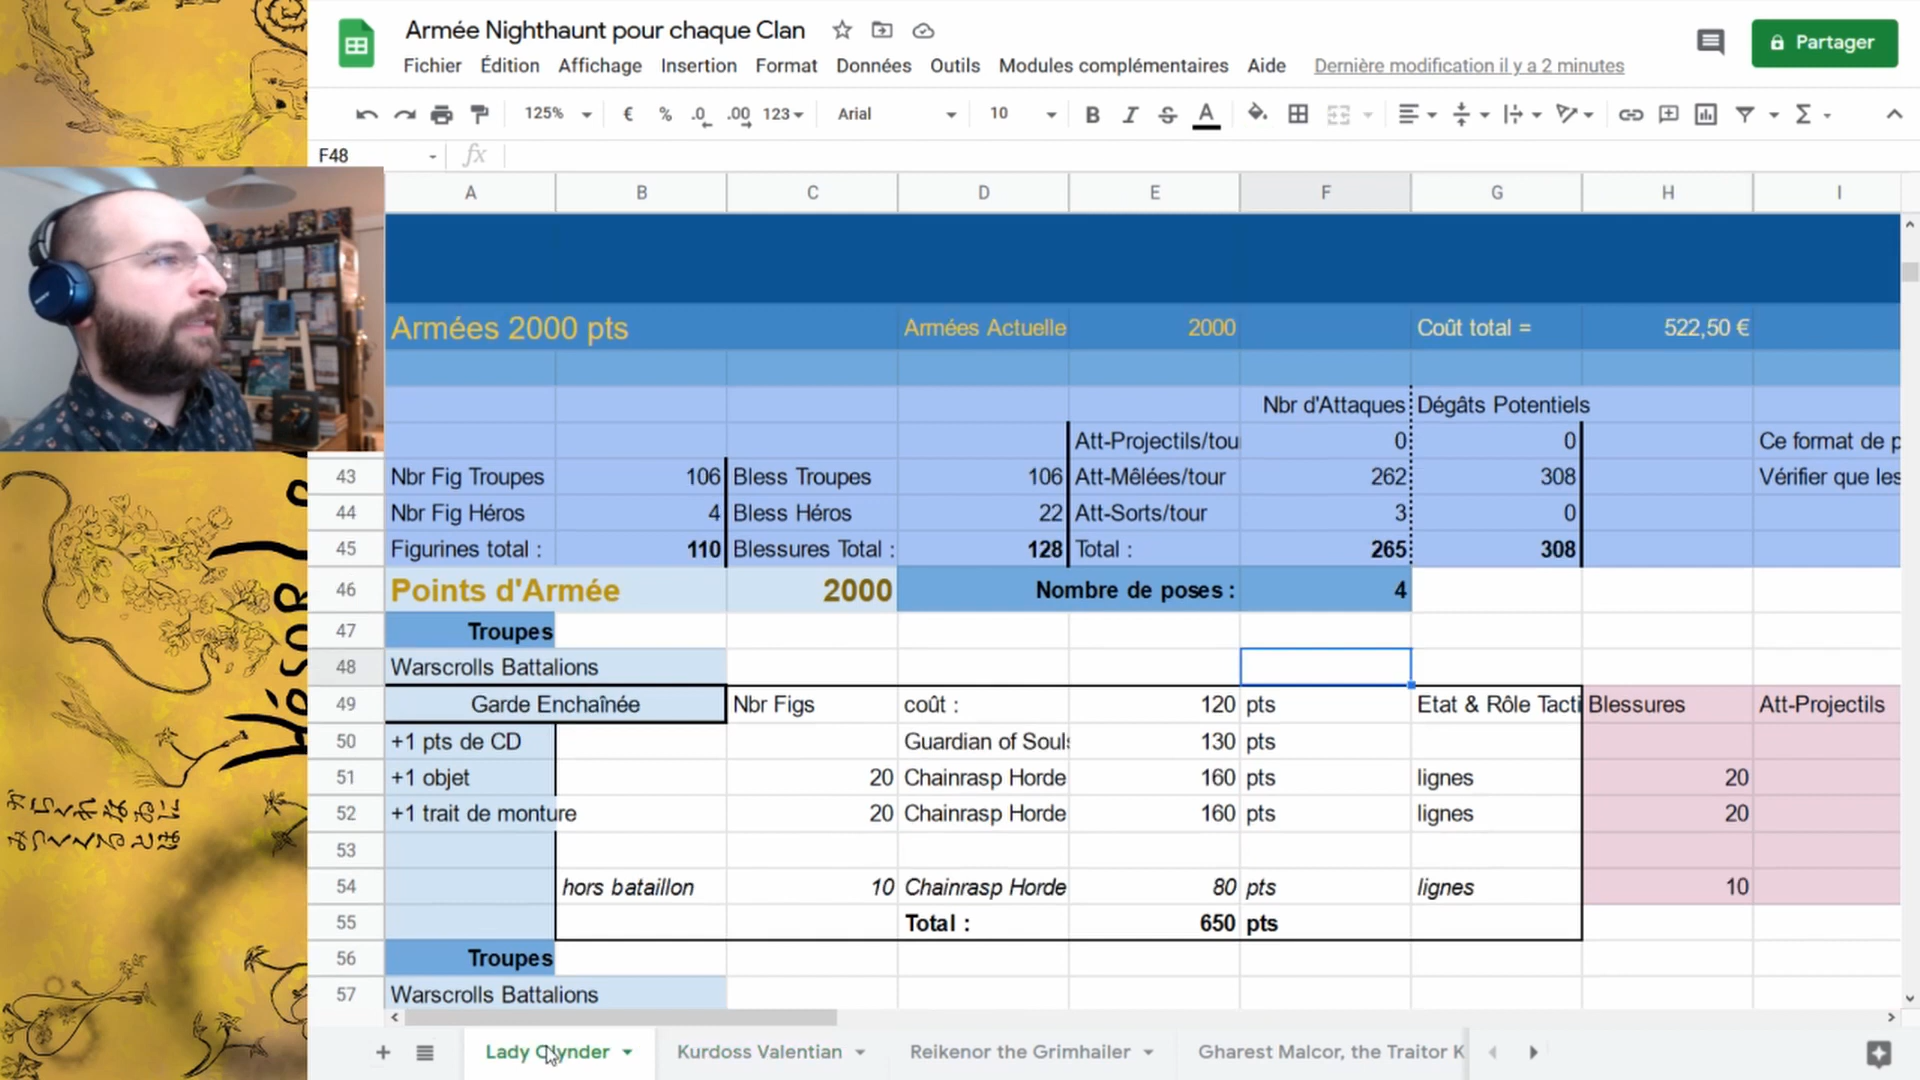 Armée Nighthaunt pour chaque Clan
Partager
Fichier Édition Affichage Insertion Format Données Outils Modules complémentaires Aide Dernière modification il y a 2 minutes
125% € % .0 .00 123 Arial 10 B I S A Σ
F48 fx
A B C D E F G H I
Armées 2000 pts Armées Actuelle 2000 Coût total = 522,50 €
Nbr d'Attaques Dégâts Potentiels
Att-Projectils/tou 0 0 Ce format de p
43 Nbr Fig Troupes 106 Bless Troupes 106 Att-Mêlées/tour 262 308 Vérifier que les
44 Nbr Fig Héros 4 Bless Héros 22 Att-Sorts/tour 3 0
45 Figurines total : 110 Blessures Total : 128 Total : 265 308
46 Points d'Armée 2000 Nombre de poses : 4
47 Troupes
48 Warscrolls Battalions
49 Garde Enchaînée Nbr Figs coût : 120 pts Etat & Rôle Tacti Blessures Att-Projectils
50 +1 pts de CD Guardian of Souls 130 pts
51 +1 objet 20 Chainrasp Horde 160 pts lignes 20
52 +1 trait de monture 20 Chainrasp Horde 160 pts lignes 20
53
54 hors bataillon 10 Chainrasp Horde 80 pts lignes 10
55 Total : 650 pts
56 Troupes
57 Warscrolls Battalions
Lady Olynder Kurdoss Valentian Reikenor the Grimhailer Gharest Malcor, the Traitor K